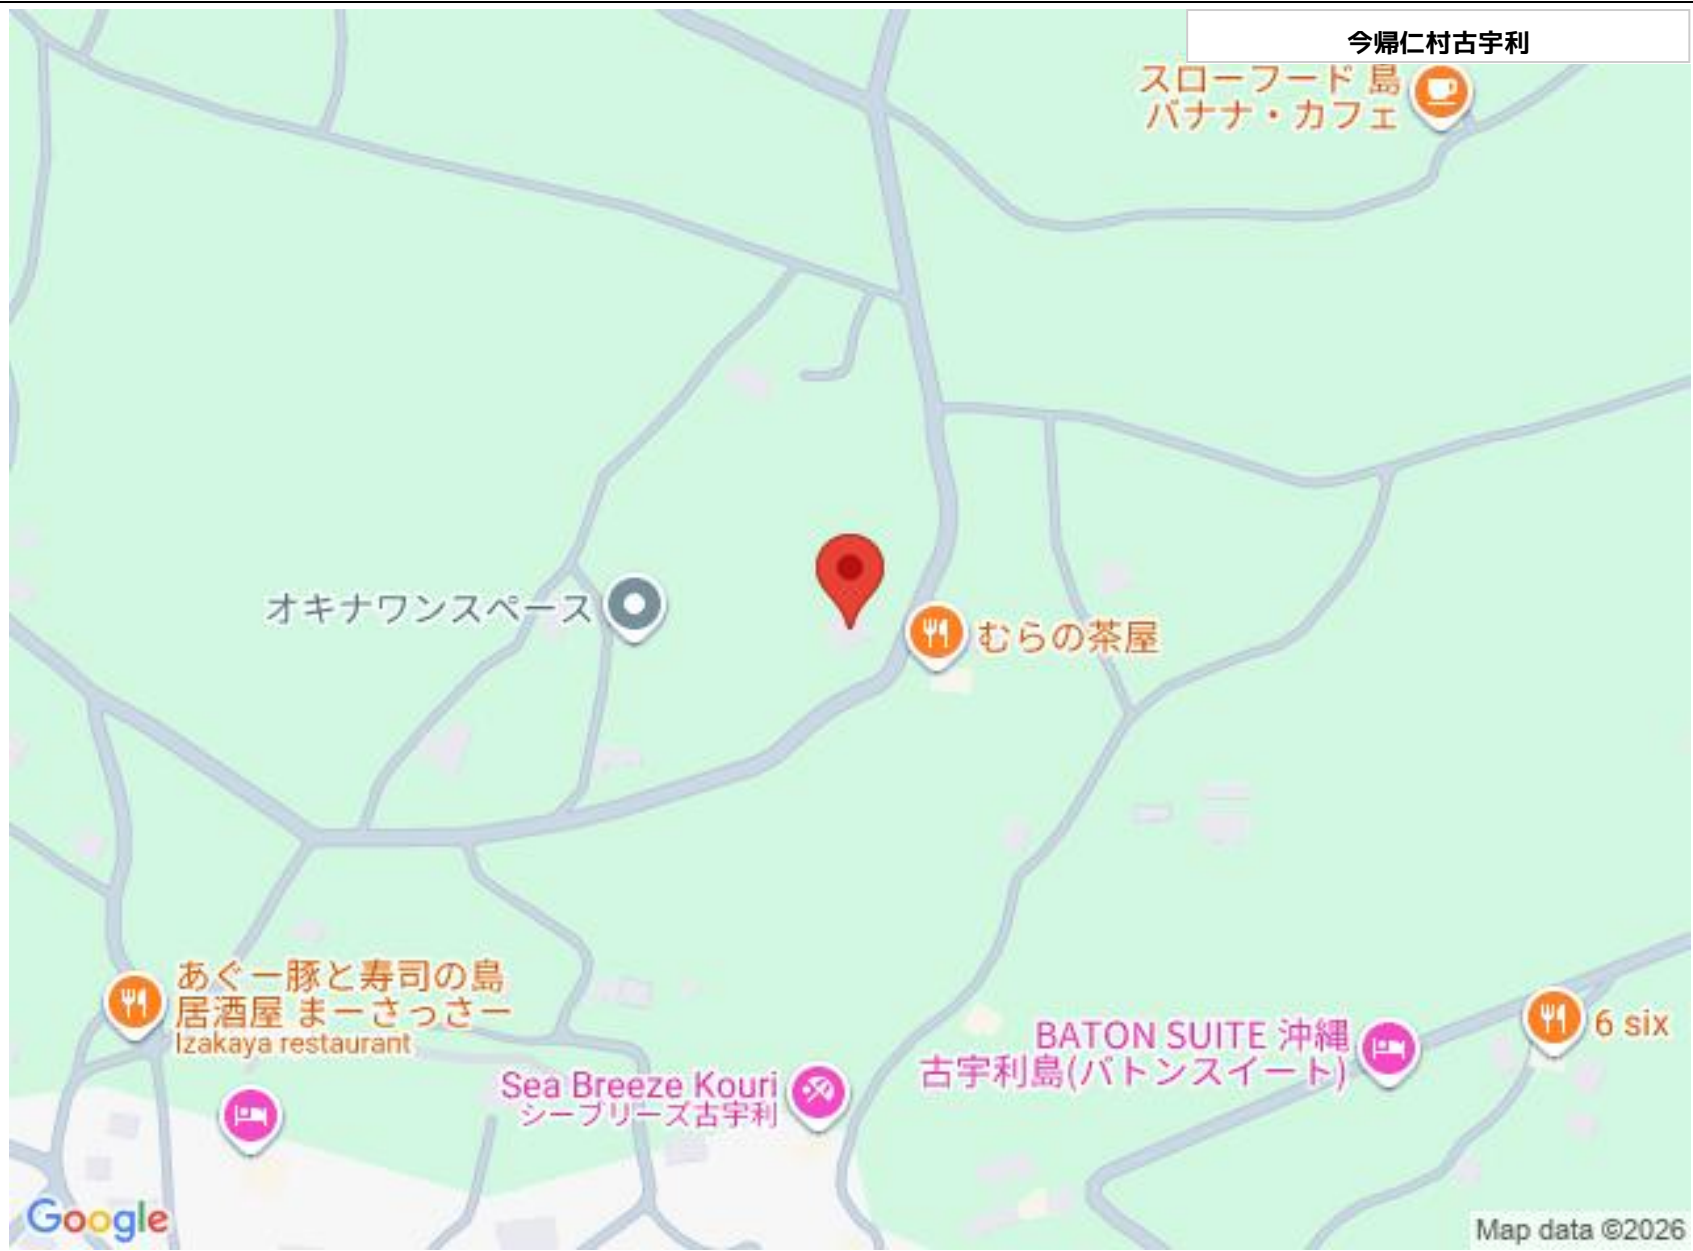 今帰仁村古宇利
スローフード 島
バナナ・カフェ
オキナワンスペース
むらの茶屋
あぐー豚と寿司の島
居酒屋 まーさっさー
Izakaya restaurant
BATON SUITE 沖縄
古宇利島(バトンスイート)
6 six
Sea Breeze Kouri
シーブリーズ古宇利
Google
Map data ©2026